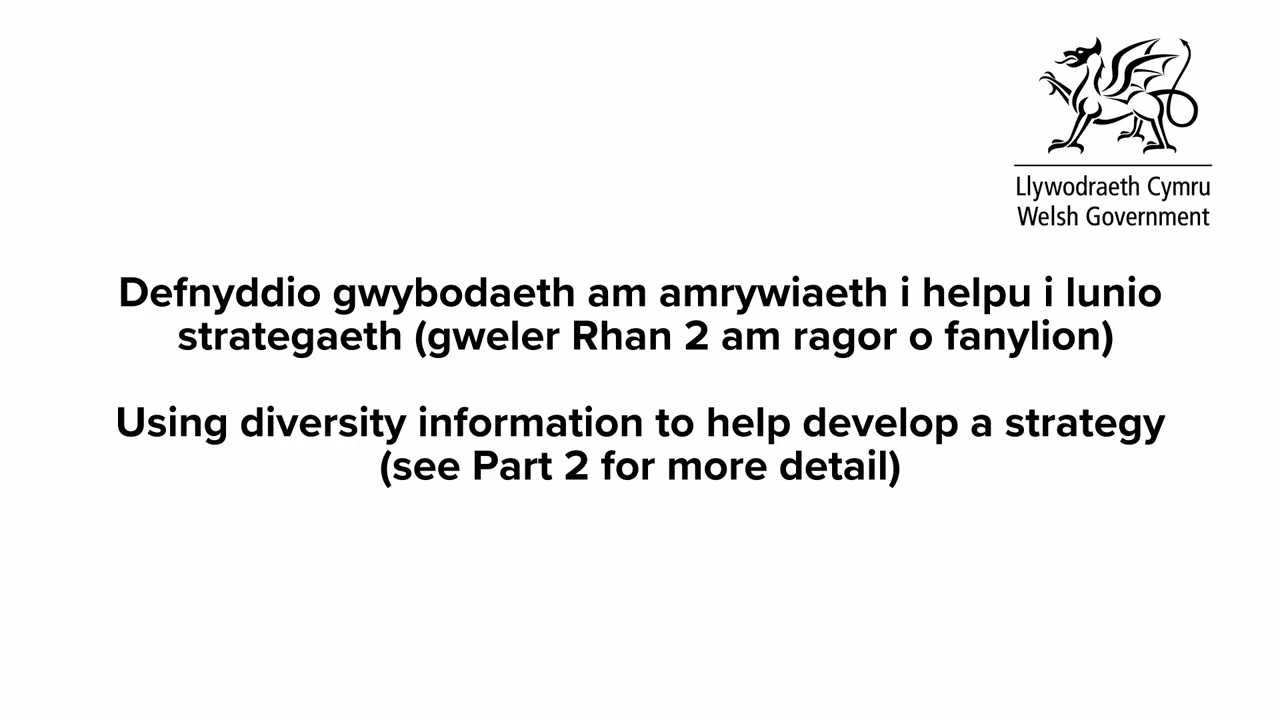 Llywodraeth Cymru
Welsh Government
Defnyddio gwybodaeth am amrywiaeth i helpu i lunio
strategaeth (gweler Rhan 2 am ragor o fanylion)
Using diversity information to help develop a strategy
(see Part 2 for more detail)